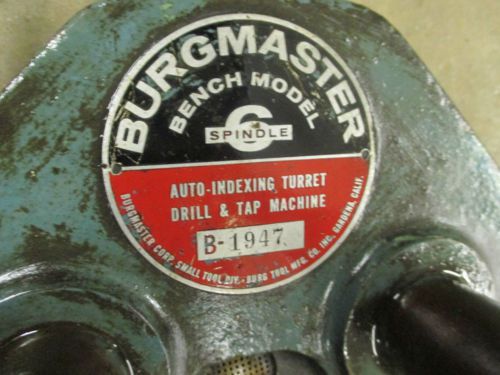 BURGMASTER
BENCH MODEL
6
SPINDLE
AUTO-INDEXING TURRET
DRILL & TAP MACHINE
B-1947
BURGMASTER CORP. SMALL TOOL DIV. - BURG TOOL MFG. CO. INC. GARDENA, CALIF.